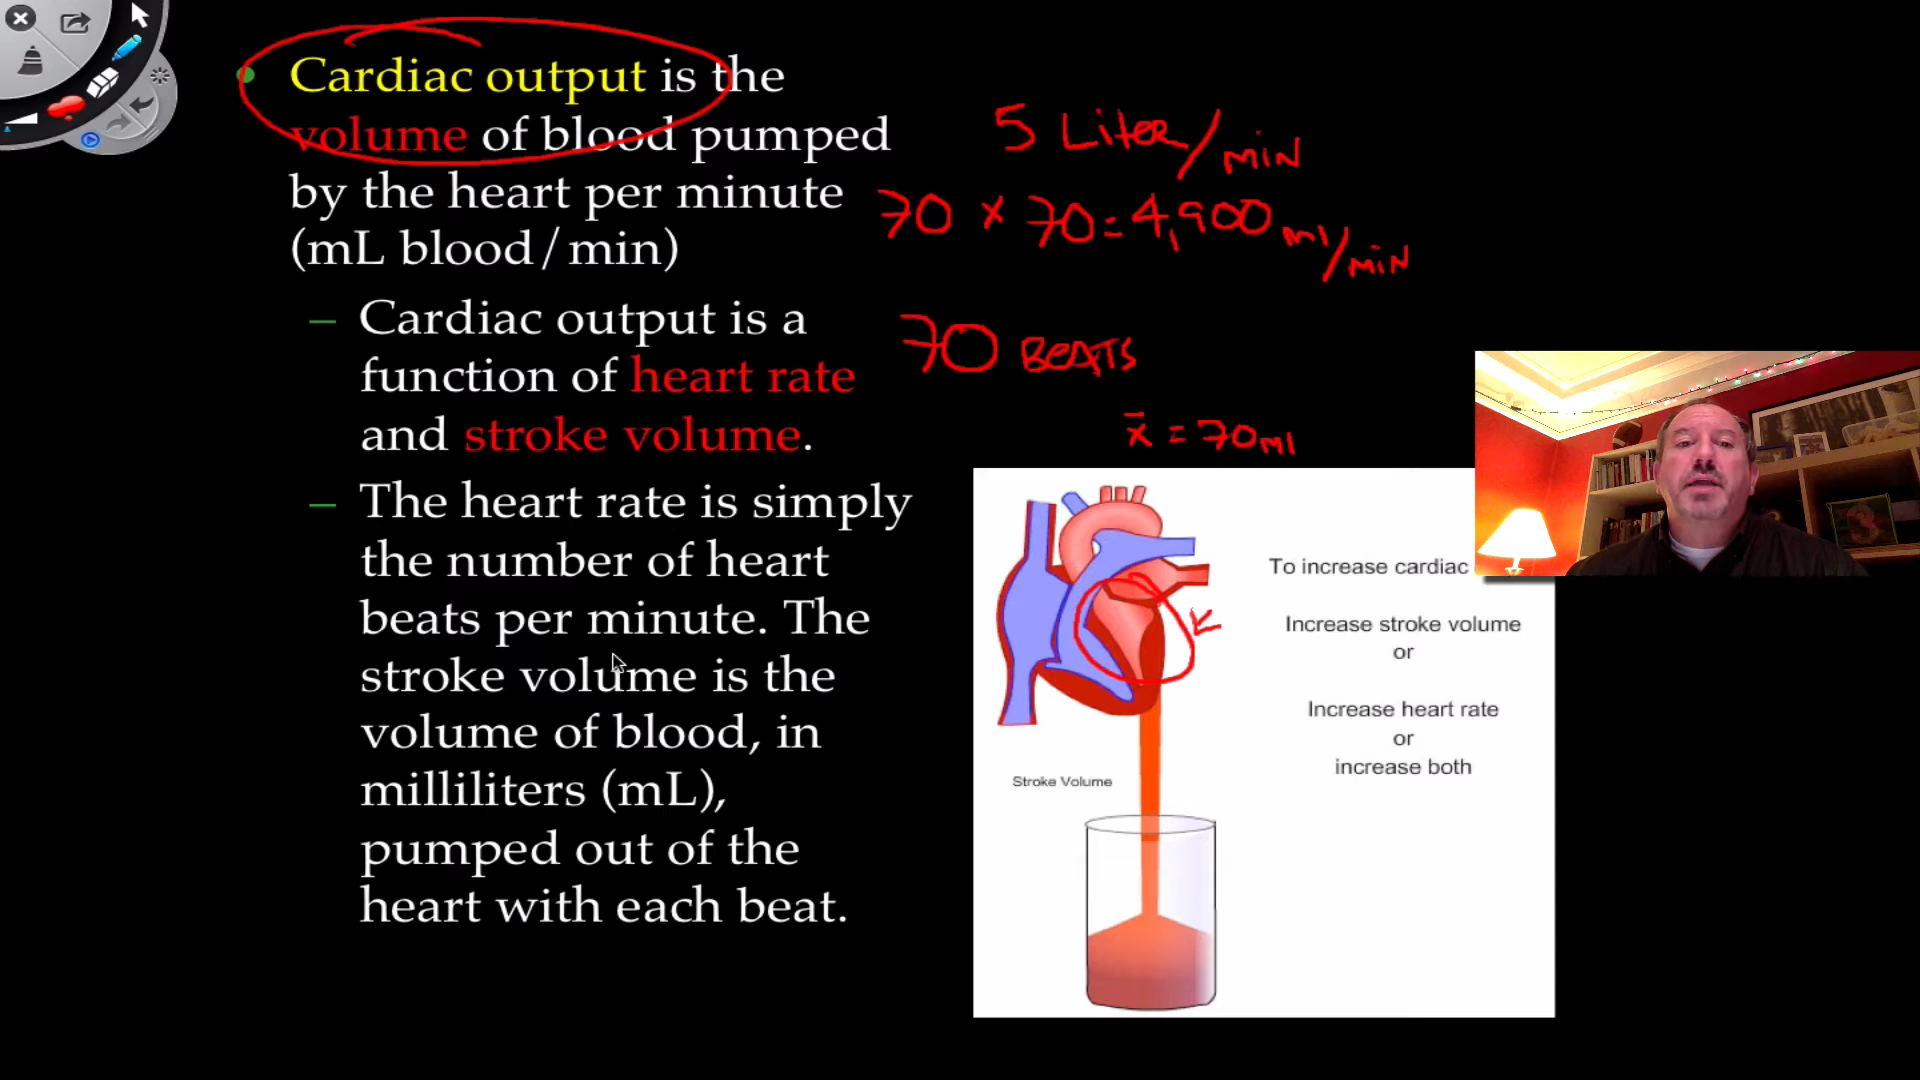 Cardiac output is the
volume of blood pumped
by the heart per minute
(mL blood/min)
– Cardiac output is a
function of heart rate
and stroke volume.
– The heart rate is simply
the number of heart
beats per minute. The
stroke volume is the
volume of blood, in
milliliters (mL),
pumped out of the
heart with each beat.
5 Liter/min
70 x 70 = 4,900 ml/min
70 BEATS
x̄ = 70 ml
To increase cardiac
Increase stroke volume
or
Increase heart rate
or
increase both
Stroke Volume